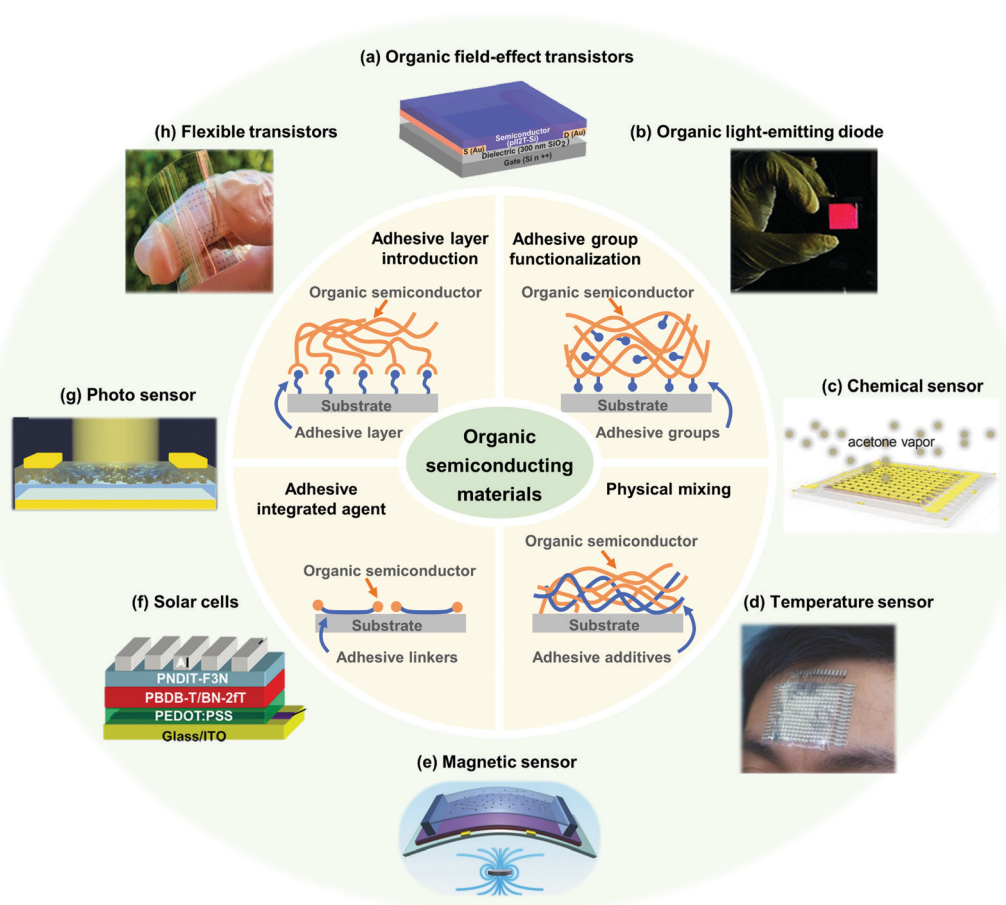 (a) Organic field-effect transistors
Semiconductor
(pII2T-Si)
S (Au)
D (Au)
Dielectric (300 nm SiO₂)
Gate (Si n ++)
(h) Flexible transistors
(b) Organic light-emitting diode
Adhesive layer
introduction
Organic semiconductor
Substrate
Adhesive layer
Adhesive group
functionalization
Organic semiconductor
Substrate
Adhesive groups
(g) Photo sensor
(c) Chemical sensor
acetone vapor
Organic
semiconducting
materials
Adhesive
integrated agent
Organic semiconductor
Substrate
Adhesive linkers
Physical mixing
Organic semiconductor
Substrate
Adhesive additives
(f) Solar cells
Al
PNDIT-F3N
PBDB-T/BN-2fT
PEDOT:PSS
Glass/ITO
(d) Temperature sensor
(e) Magnetic sensor